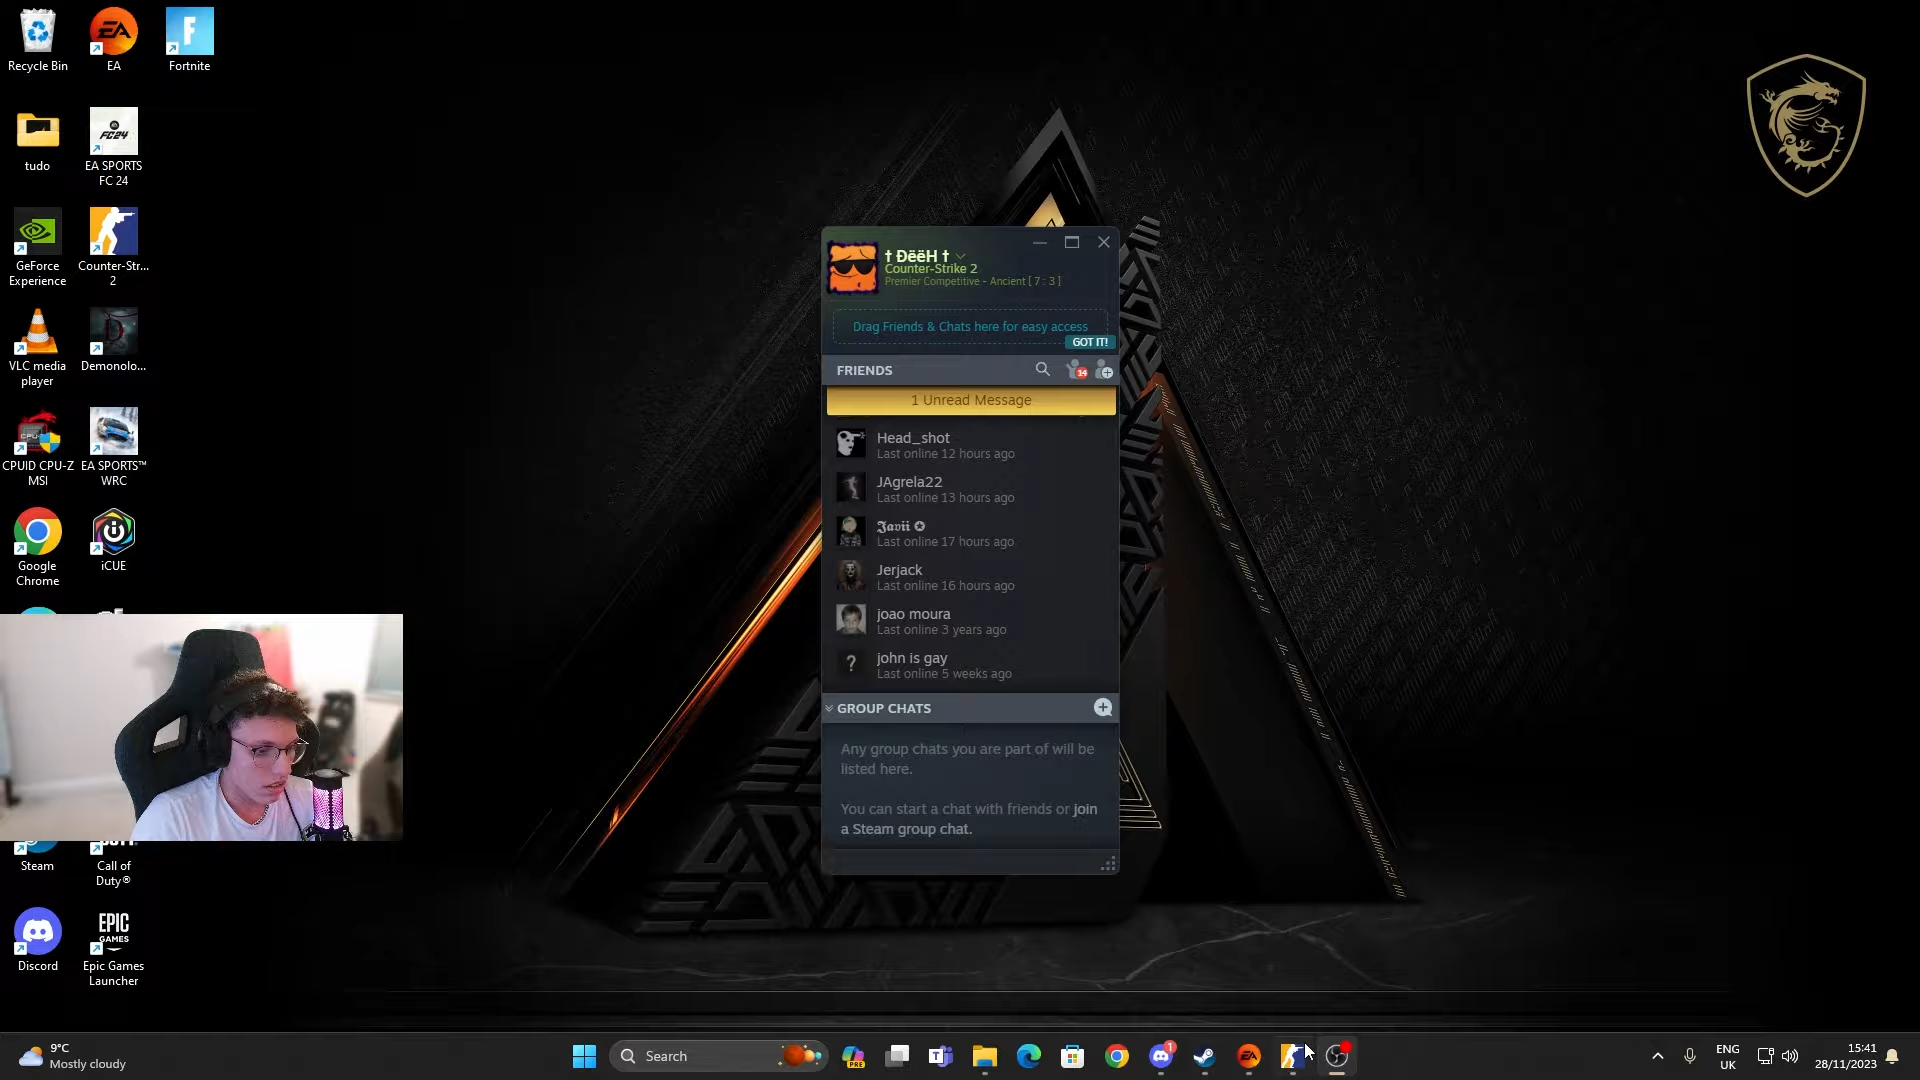 Recycle Bin
EA
Fortnite
tudo
EA SPORTS
FC 24
GeForce
Experience
Counter-Str...
2
VLC media
player
Demonolo...
CPUID CPU-Z
MSI
EA SPORTS™
WRC
Google
Chrome
iCUE
Steam
Call of
Duty®
Discord
EPIC
GAMES
Epic Games
Launcher
† ĐëëH †
Counter-Strike 2
Premier Competitive - Ancient [ 7 : 3 ]
Drag Friends & Chats here for easy access
GOT IT!
FRIENDS
14
1 Unread Message
Head_shot
Last online 12 hours ago
JAgrela22
Last online 13 hours ago
𝕵𝖆𝖛𝖎𝖎 ✪
Last online 17 hours ago
Jerjack
Last online 16 hours ago
joao moura
Last online 3 years ago
?
john is gay
Last online 5 weeks ago
GROUP CHATS
Any group chats you are part of will be
listed here.
You can start a chat with friends or join
a Steam group chat.
9°C
Mostly cloudy
Search
PRE
1
EA
ENG
UK
15:41
28/11/2023